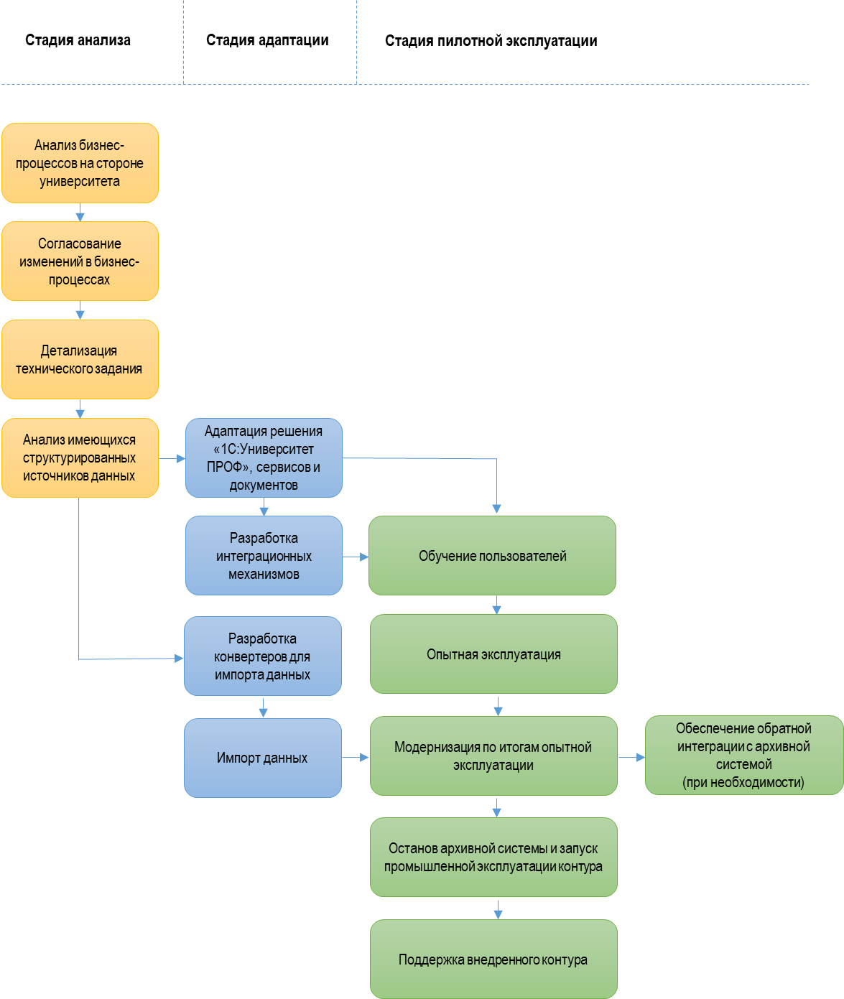 Стадия анализа
Стадия адаптации
Стадия пилотной эксплуатации
Анализ бизнес-
процессов на стороне
университета
Согласование
изменений в бизнес-
процессах
Детализация
технического задания
Анализ имеющихся
структурированных
источников данных
Адаптация решения
«1С:Университет
ПРОФ», сервисов и
документов
Разработка
интеграционных
механизмов
Обучение пользователей
Разработка
конвертеров для
импорта данных
Опытная эксплуатация
Импорт данных
Модернизация по итогам опытной
эксплуатации
Обеспечение обратной
интеграции с архивной
системой
(при необходимости)
Останов архивной системы и запуск
промышленной эксплуатации контура
Поддержка внедренного контура